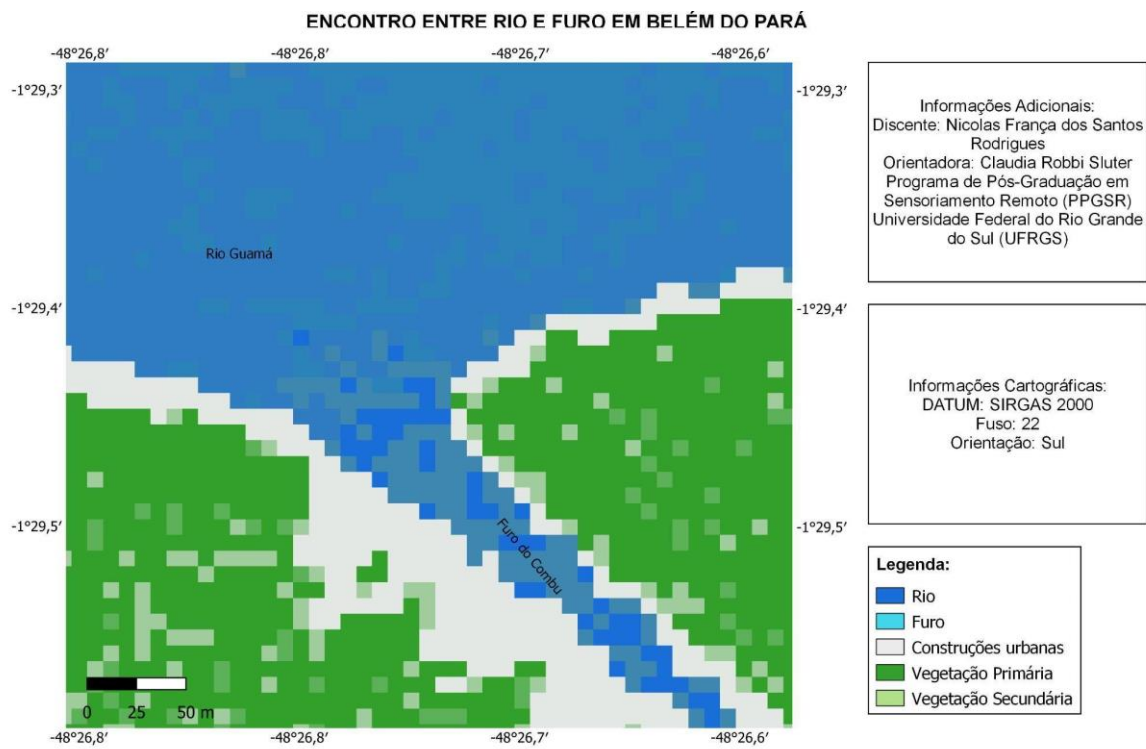 ENCONTRO ENTRE RIO E FURO EM BELÉM DO PARÁ
-48°26,8′ -48°26,8′ -48°26,7′ -48°26,6′
-1°29,3′ -1°29,3′
Rio Guamá
-1°29,4′ -1°29,4′
-1°29,5′ -1°29,5′
Furo do Combu
0 25 50 m
-48°26,8′ -48°26,8′ -48°26,7′ -48°26,6′
Informações Adicionais:
Discente: Nicolas França dos Santos
Rodrigues
Orientadora: Claudia Robbi Sluter
Programa de Pós-Graduação em
Sensoriamento Remoto (PPGSR)
Universidade Federal do Rio Grande
do Sul (UFRGS)
Informações Cartográficas:
DATUM: SIRGAS 2000
Fuso: 22
Orientação: Sul
Legenda:
Rio
Furo
Construções urbanas
Vegetação Primária
Vegetação Secundária